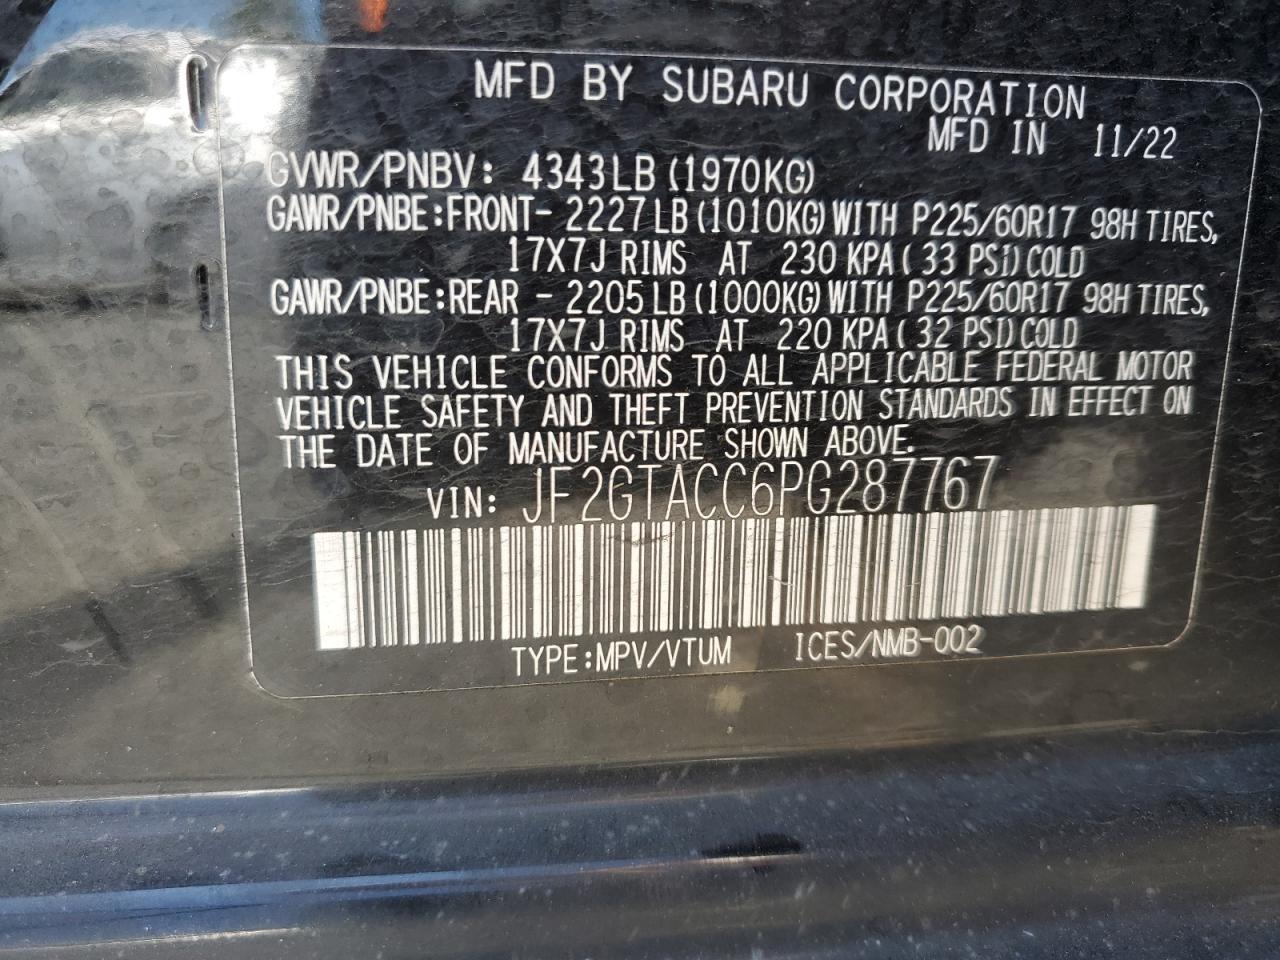 MFD BY SUBARU CORPORATION
MFD IN 11/22
GVWR/PNBV: 4343LB (1970KG)
GAWR/PNBE:FRONT- 2227LB(1010KG)WITH P225/60R17 98H TIRES,
17X7J RIMS AT 230 KPA( 33 PSI)COLD
GAWR/PNBE:REAR - 2205LB(1000KG)WITH P225/60R17 98H TIRES,
17X7J RIMS AT 220 KPA( 32 PSI)COLD
THIS VEHICLE CONFORMS TO ALL APPLICABLE FEDERAL MOTOR
VEHICLE SAFETY AND THEFT PREVENTION STANDARDS IN EFFECT ON
THE DATE OF MANUFACTURE SHOWN ABOVE.
VIN: JF2GTACC6PG287767
TYPE:MPV/VTUM ICES/NMB-002